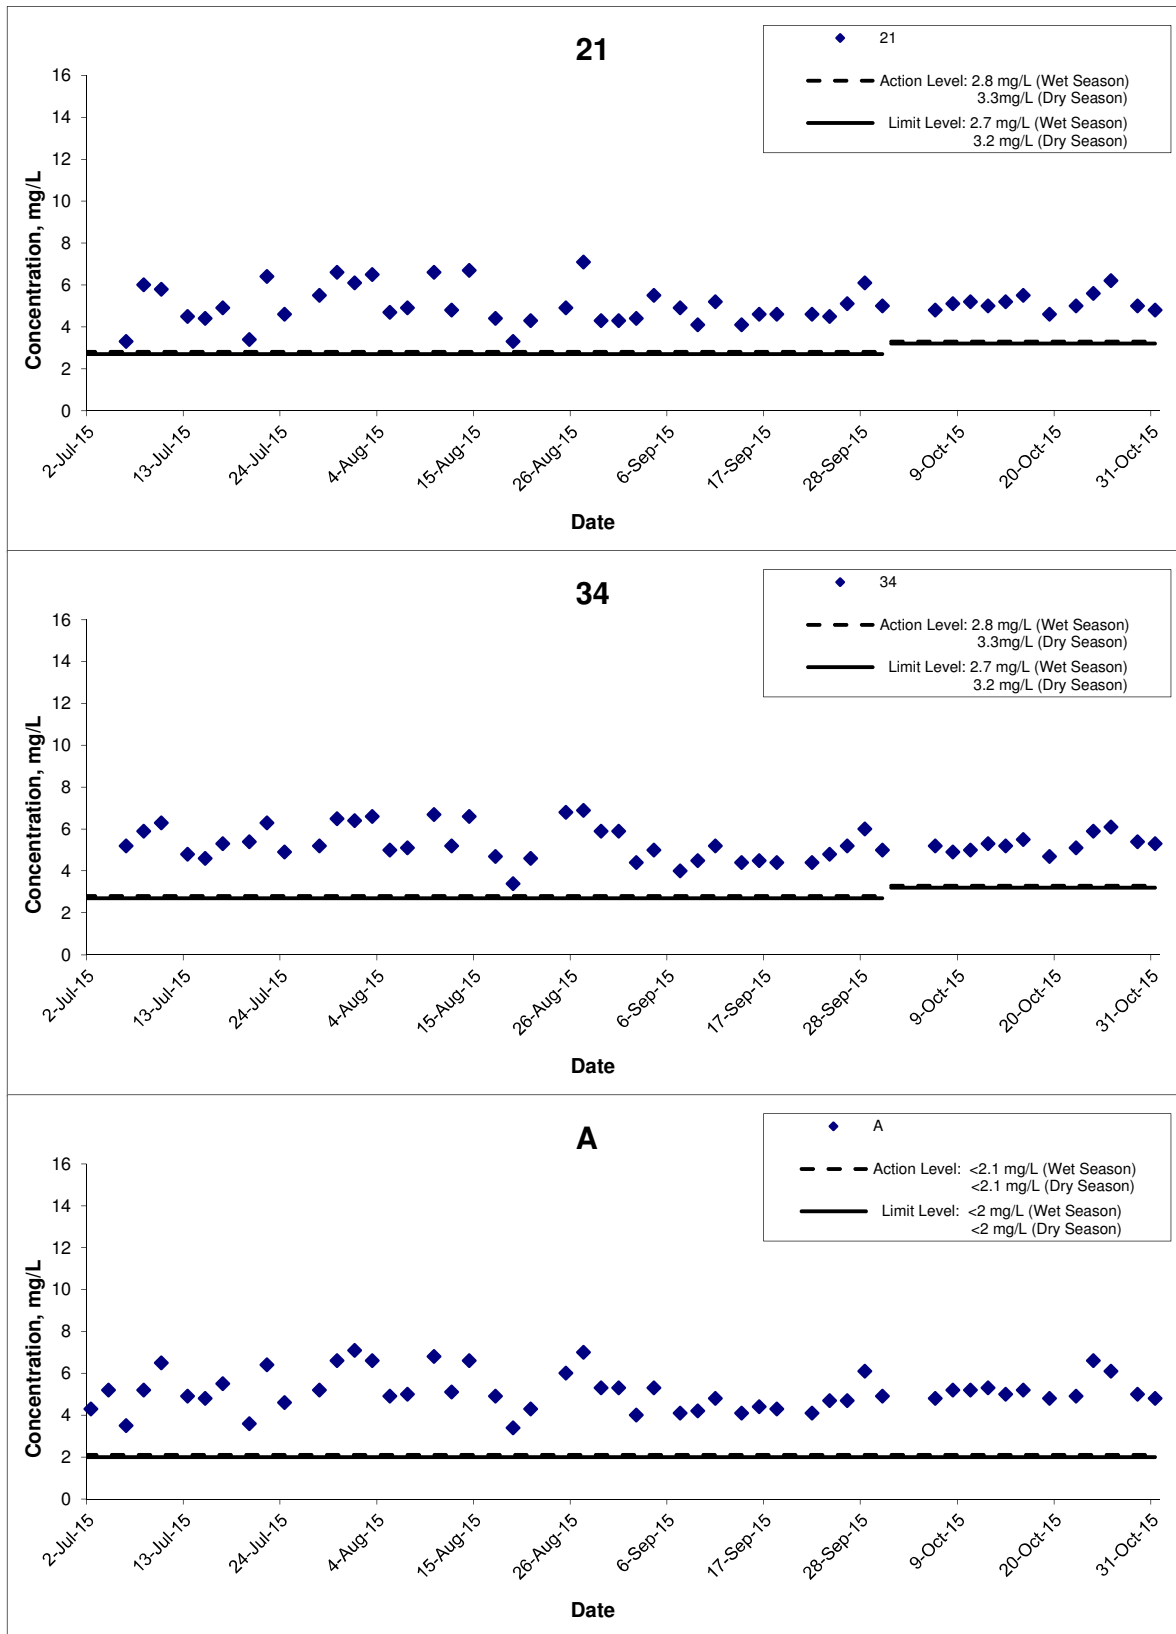 21
21
Action Level: 2.8 mg/L (Wet Season)
3.3mg/L (Dry Season)
Limit Level: 2.7 mg/L (Wet Season)
3.2 mg/L (Dry Season)
Concentration, mg/L
16
14
12
10
8
6
4
2
0
2-Jul-15
13-Jul-15
24-Jul-15
4-Aug-15
15-Aug-15
26-Aug-15
6-Sep-15
17-Sep-15
28-Sep-15
9-Oct-15
20-Oct-15
31-Oct-15
Date
34
34
Action Level: 2.8 mg/L (Wet Season)
3.3mg/L (Dry Season)
Limit Level: 2.7 mg/L (Wet Season)
3.2 mg/L (Dry Season)
Concentration, mg/L
16
14
12
10
8
6
4
2
0
2-Jul-15
13-Jul-15
24-Jul-15
4-Aug-15
15-Aug-15
26-Aug-15
6-Sep-15
17-Sep-15
28-Sep-15
9-Oct-15
20-Oct-15
31-Oct-15
Date
A
A
Action Level: <2.1 mg/L (Wet Season)
<2.1 mg/L (Dry Season)
Limit Level: <2 mg/L (Wet Season)
<2 mg/L (Dry Season)
Concentration, mg/L
16
14
12
10
8
6
4
2
0
2-Jul-15
13-Jul-15
24-Jul-15
4-Aug-15
15-Aug-15
26-Aug-15
6-Sep-15
17-Sep-15
28-Sep-15
9-Oct-15
20-Oct-15
31-Oct-15
Date